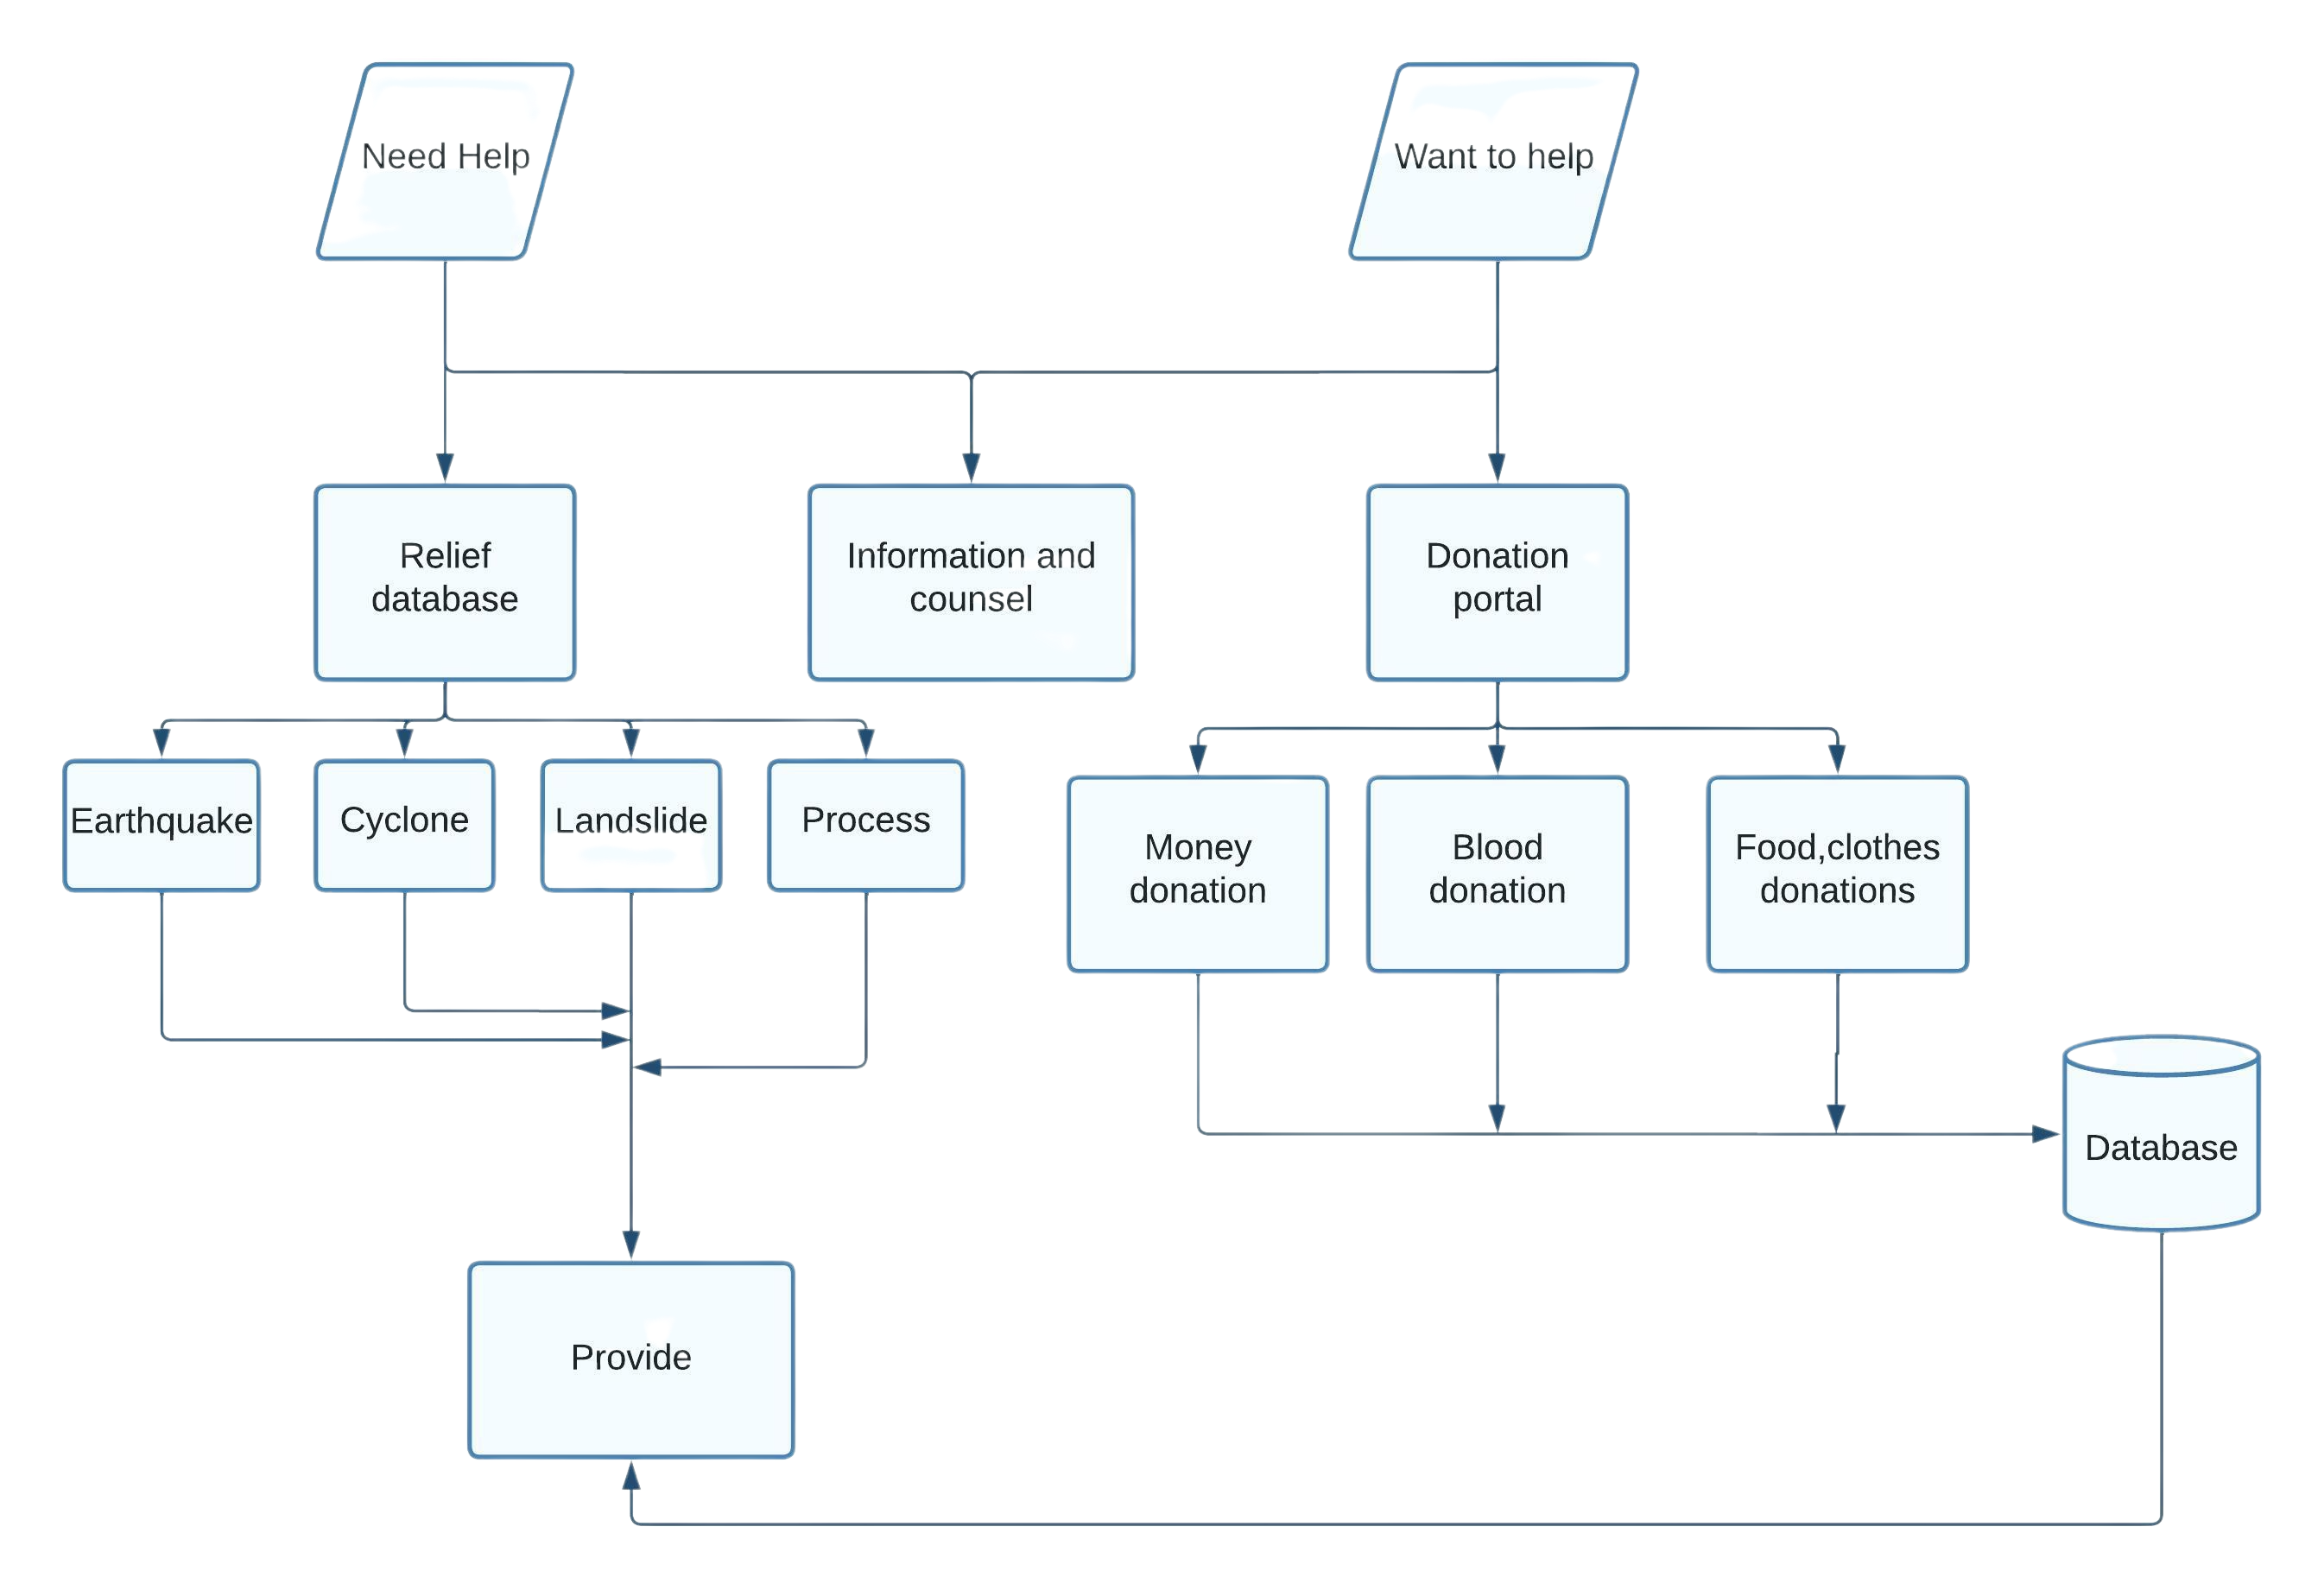 Need Help
Want to help
Relief
database
Information and
counsel
Donation
portal
Earthquake
Cyclone
Landslide
Process
Money
donation
Blood
donation
Food,clothes
donations
Database
Provide